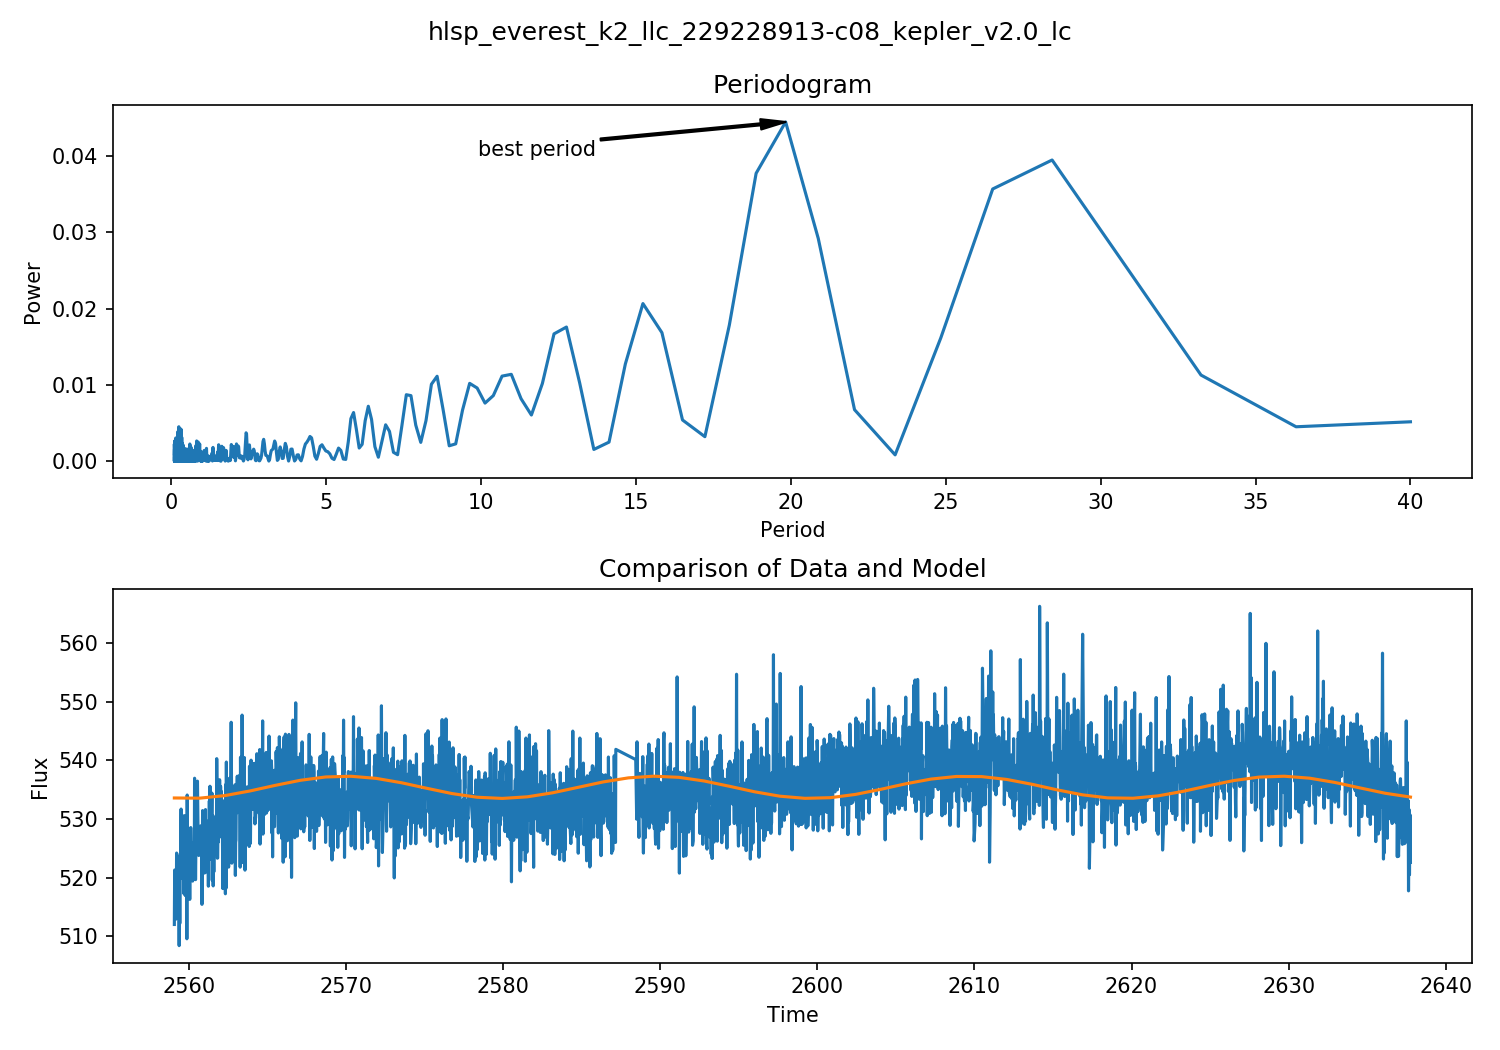 hlsp_everest_k2_llc_229228913-c08_kepler_v2.0_lc
Periodogram
best period
Power
0.04
0.03
0.02
0.01
0.00
0 5 10 15 20 25 30 35 40
Period
Comparison of Data and Model
Flux
560
550
540
530
520
510
2560 2570 2580 2590 2600 2610 2620 2630 2640
Time